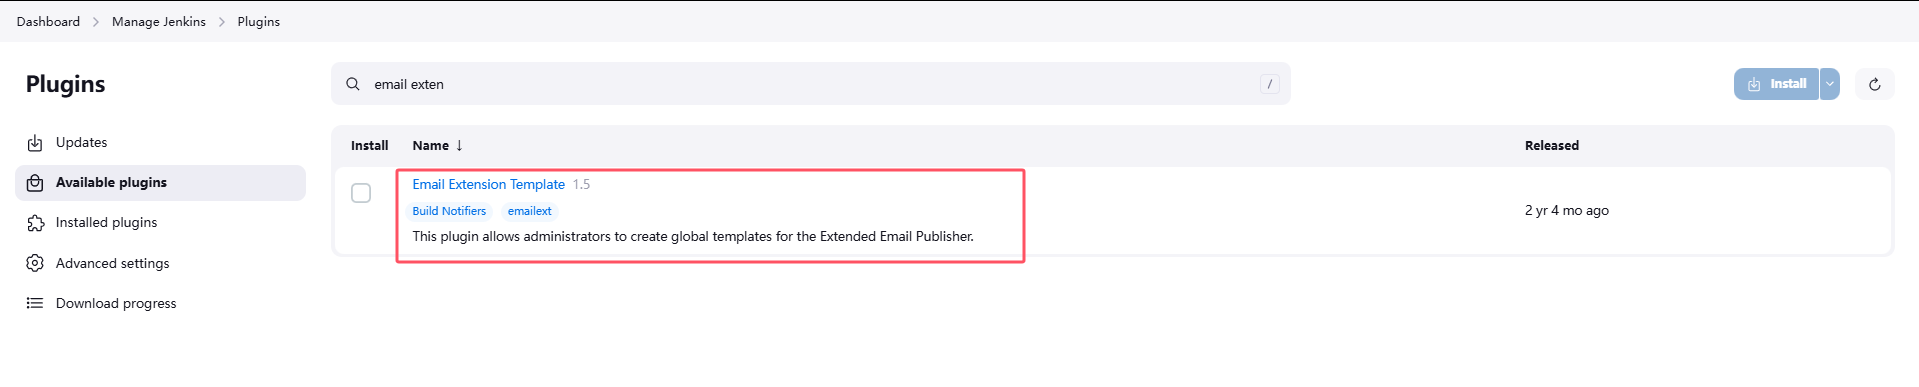 Dashboard > Manage Jenkins > Plugins
Plugins
email exten /
Install
Updates
Available plugins
Installed plugins
Advanced settings
Download progress
Install Name ↓ Released
Email Extension Template 1.5
Build Notifiers emailext
This plugin allows administrators to create global templates for the Extended Email Publisher.
2 yr 4 mo ago